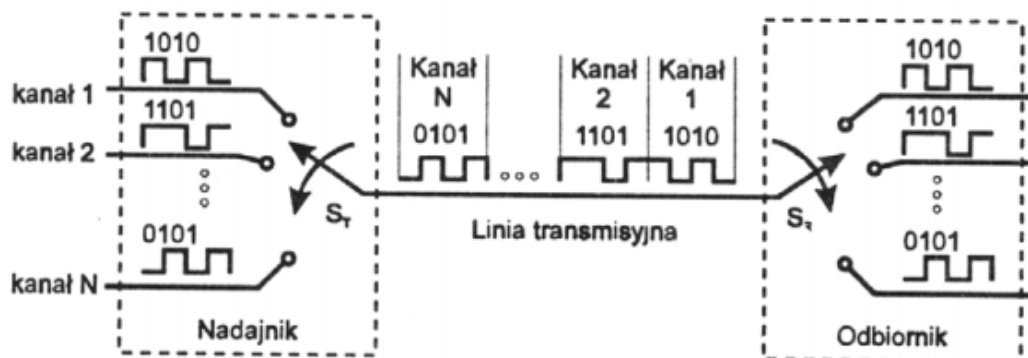 1010
kanał 1
1101
kanał 2
0101
kanał N
S_T
Nadajnik
Kanał N
0101
Kanał 2
1101
Kanał 1
1010
Linia transmisyjna
1010
1101
0101
Odbiornik